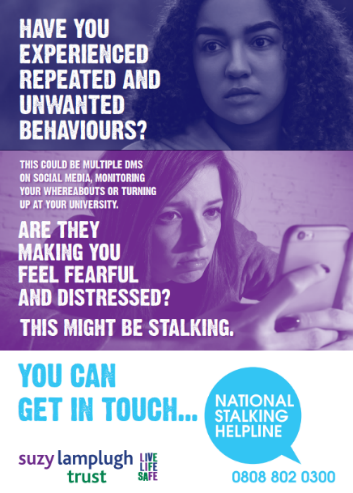 HAVE YOU
EXPERIENCED
REPEATED AND
UNWANTED
BEHAVIOURS?
THIS COULD BE MULTIPLE DMS
ON SOCIAL MEDIA, MONITORING
YOUR WHEREABOUTS OR TURNING
UP AT YOUR UNIVERSITY.
ARE THEY
MAKING YOU
FEEL FEARFUL
AND DISTRESSED?
THIS MIGHT BE STALKING.
YOU CAN
GET IN TOUCH...
NATIONAL
STALKING
HELPLINE
suzy lamplugh
trust
LIVE
LIFE
SAFE
0808 802 0300